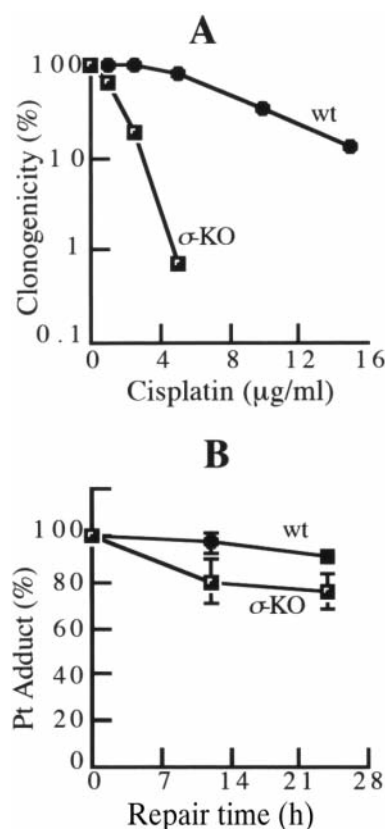 A
Clonogenicity (%)
100
10
1
0.1
wt
σ-KO
0 4 8 12 16
Cisplatin (μg/ml)
B
Pt Adduct (%)
100
80
60
40
20
0
wt
σ-KO
0 7 14 21 28
Repair time (h)